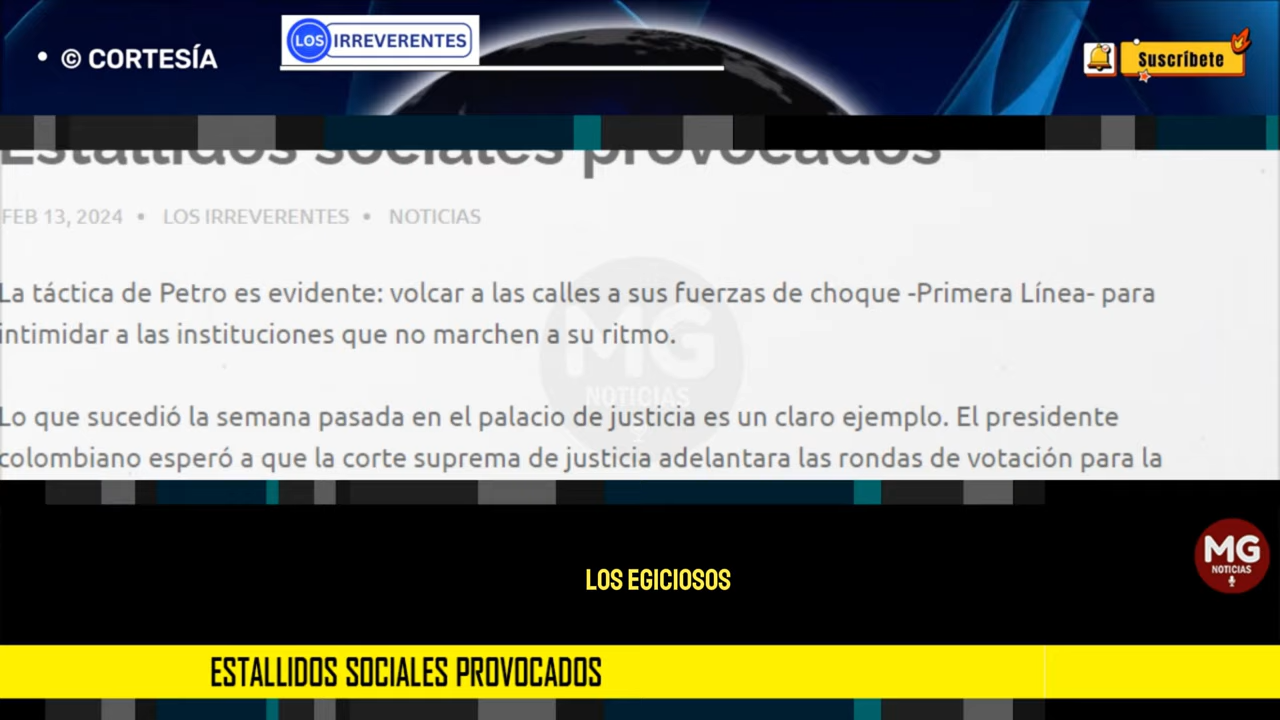 • © CORTESÍA
LOS IRREVERENTES
Suscríbete
Estallidos sociales provocados
FEB 13, 2024 • LOS IRREVERENTES • NOTICIAS
La táctica de Petro es evidente: volcar a las calles a sus fuerzas de choque -Primera Línea- para
intimidar a las instituciones que no marchen a su ritmo.
MG
NOTICIAS
Lo que sucedió la semana pasada en el palacio de justicia es un claro ejemplo. El presidente
colombiano esperó a que la corte suprema de justicia adelantara las rondas de votación para la
MG
NOTICIAS
LOS EGICIOSOS
ESTALLIDOS SOCIALES PROVOCADOS